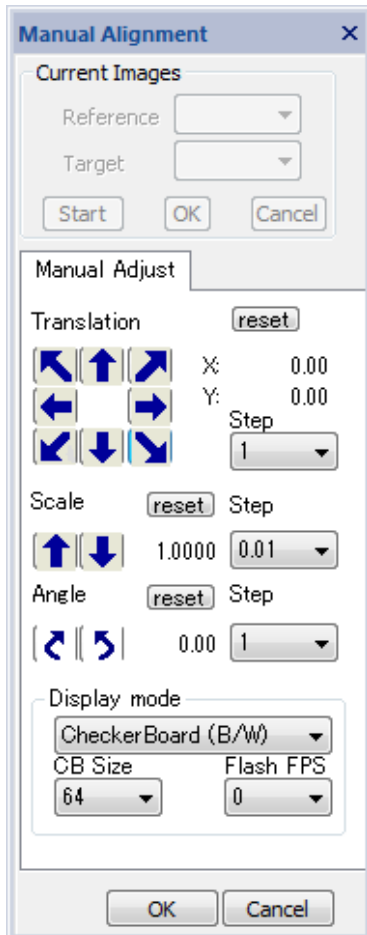 Manual Alignment
Current Images
Reference
Target
Start OK Cancel
Manual Adjust
Translation reset
X: 0.00
Y: 0.00
Step
1
Scale reset Step
1.0000 0.01
Angle reset Step
0.00 1
Display mode
CheckerBoard (B/W)
CB Size Flash FPS
64 0
OK Cancel